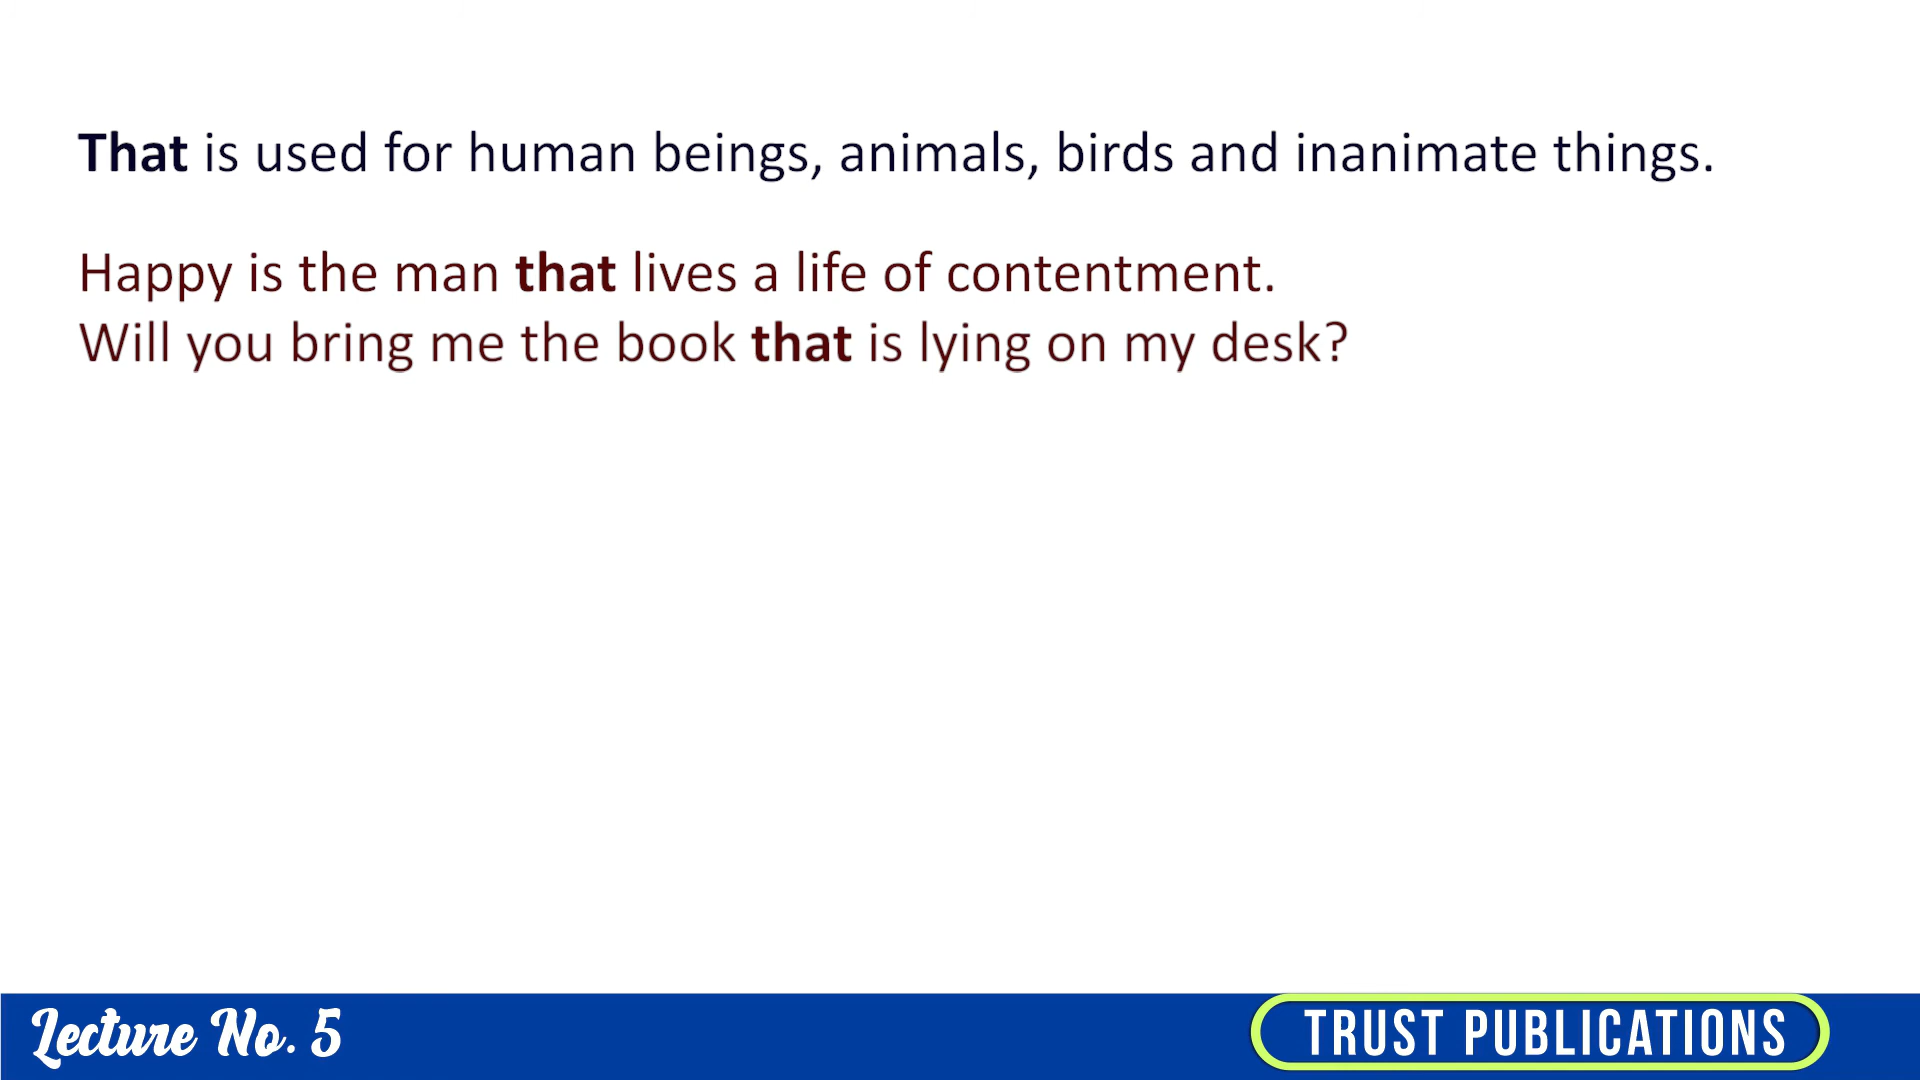 That is used for human beings, animals, birds and inanimate things.
Happy is the man that lives a life of contentment.
Will you bring me the book that is lying on my desk?
Lecture No. 5
TRUST PUBLICATIONS